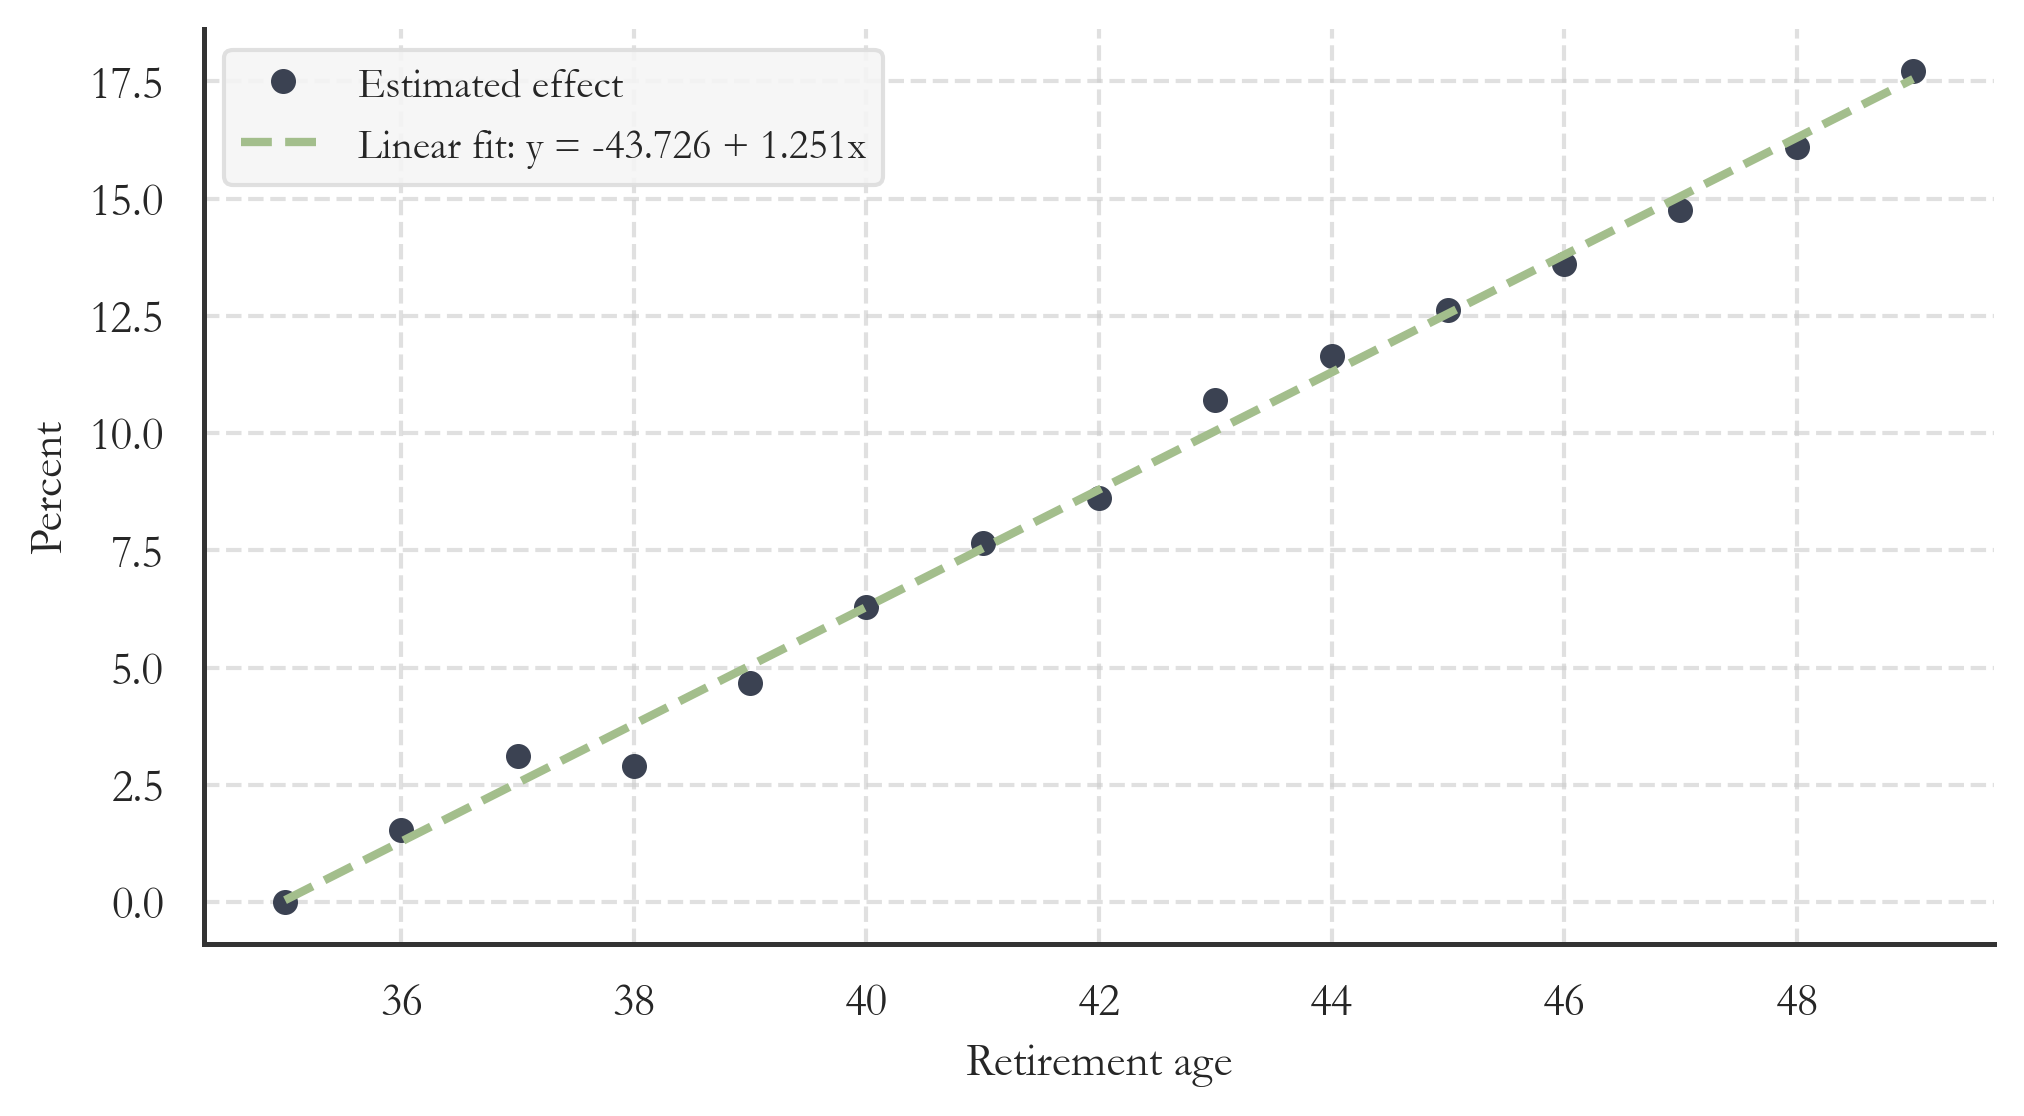 Estimated effect
Linear fit: y = -43.726 + 1.251x
17.5
15.0
12.5
10.0
7.5
5.0
2.5
0.0
Percent
36 38 40 42 44 46 48
Retirement age